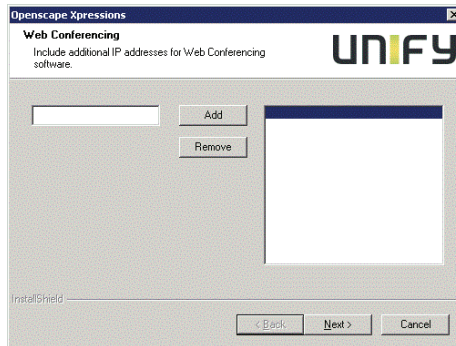 Openscape Xpressions
Web Conferencing
Include additional IP addresses for Web Conferencing
software.
UNIFY
Add
Remove
InstallShield
< Back
Next >
Cancel